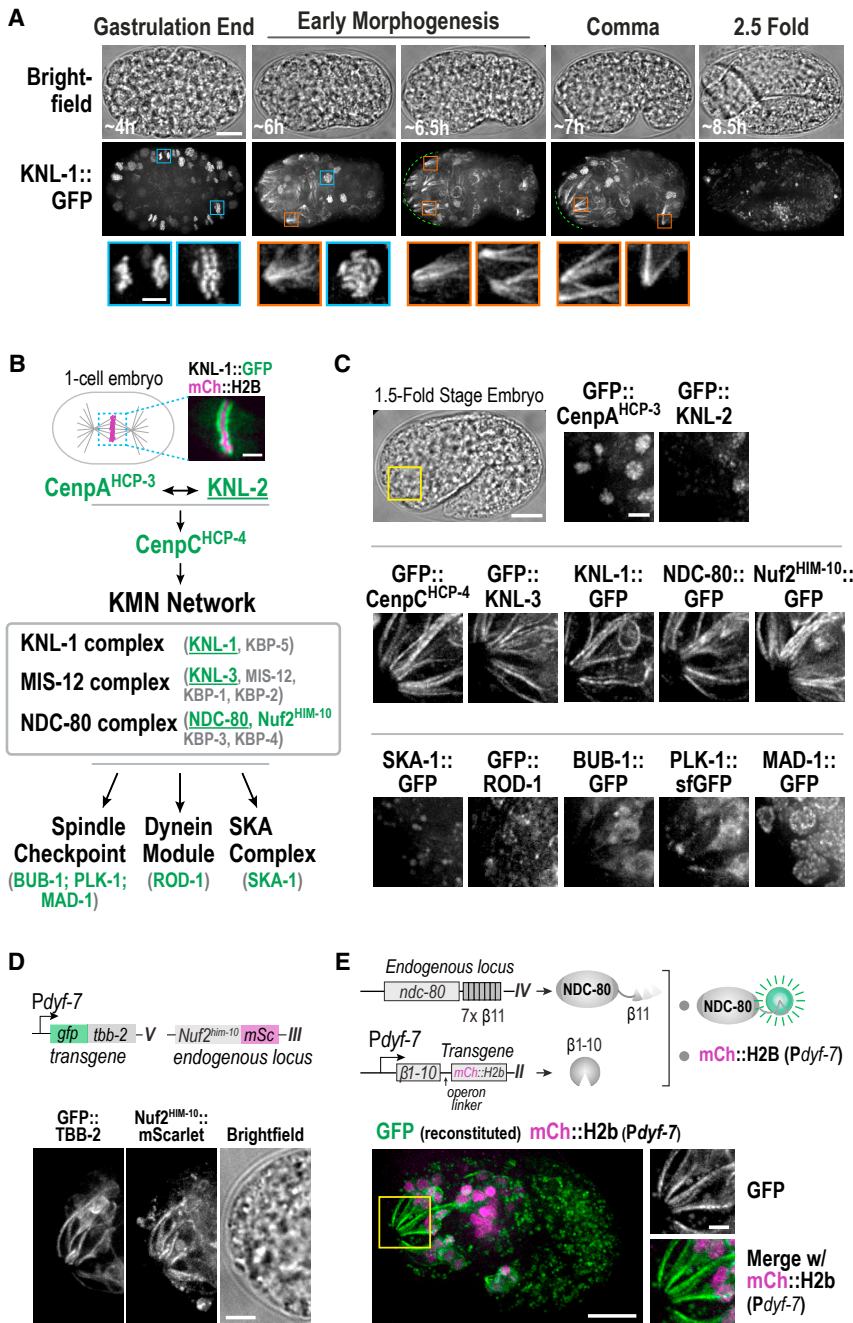 A
Gastrulation End
Early Morphogenesis
Comma
2.5 Fold
Bright-
field
~4h
~6h
~6.5h
~7h
~8.5h
KNL-1::
GFP
B
1-cell embryo
KNL-1::GFP
mCh::H2B
CenpA^HCP-3
KNL-2
CenpC^HCP-4
KMN Network
KNL-1 complex (KNL-1, KBP-5)
MIS-12 complex (KNL-3, MIS-12,
KBP-1, KBP-2)
NDC-80 complex (NDC-80, Nuf2^HIM-10
KBP-3, KBP-4)
Spindle
Checkpoint
(BUB-1; PLK-1;
MAD-1)
Dynein
Module
(ROD-1)
SKA
Complex
(SKA-1)
C
1.5-Fold Stage Embryo
GFP::
CenpA^HCP-3
GFP::
KNL-2
GFP::
CenpC^HCP-4
GFP::
KNL-3
KNL-1::
GFP
NDC-80::
GFP
Nuf2^HIM-10::
GFP
SKA-1::
GFP
GFP::
ROD-1
BUB-1::
GFP
PLK-1::
sfGFP
MAD-1::
GFP
D
Pdyf-7
gfp tbb-2 V
transgene
Nuf2^him-10 mSc III
endogenous locus
GFP::
TBB-2
Nuf2^HIM-10::
mScarlet
Brightfield
E
Endogenous locus
ndc-80 IV
7x β11
NDC-80
β11
Pdyf-7
Transgene
β1-10 mCh::H2b II
operon
linker
β1-10
NDC-80
mCh::H2B (Pdyf-7)
GFP (reconstituted) mCh::H2b (Pdyf-7)
GFP
Merge w/
mCh::H2b
(Pdyf-7)